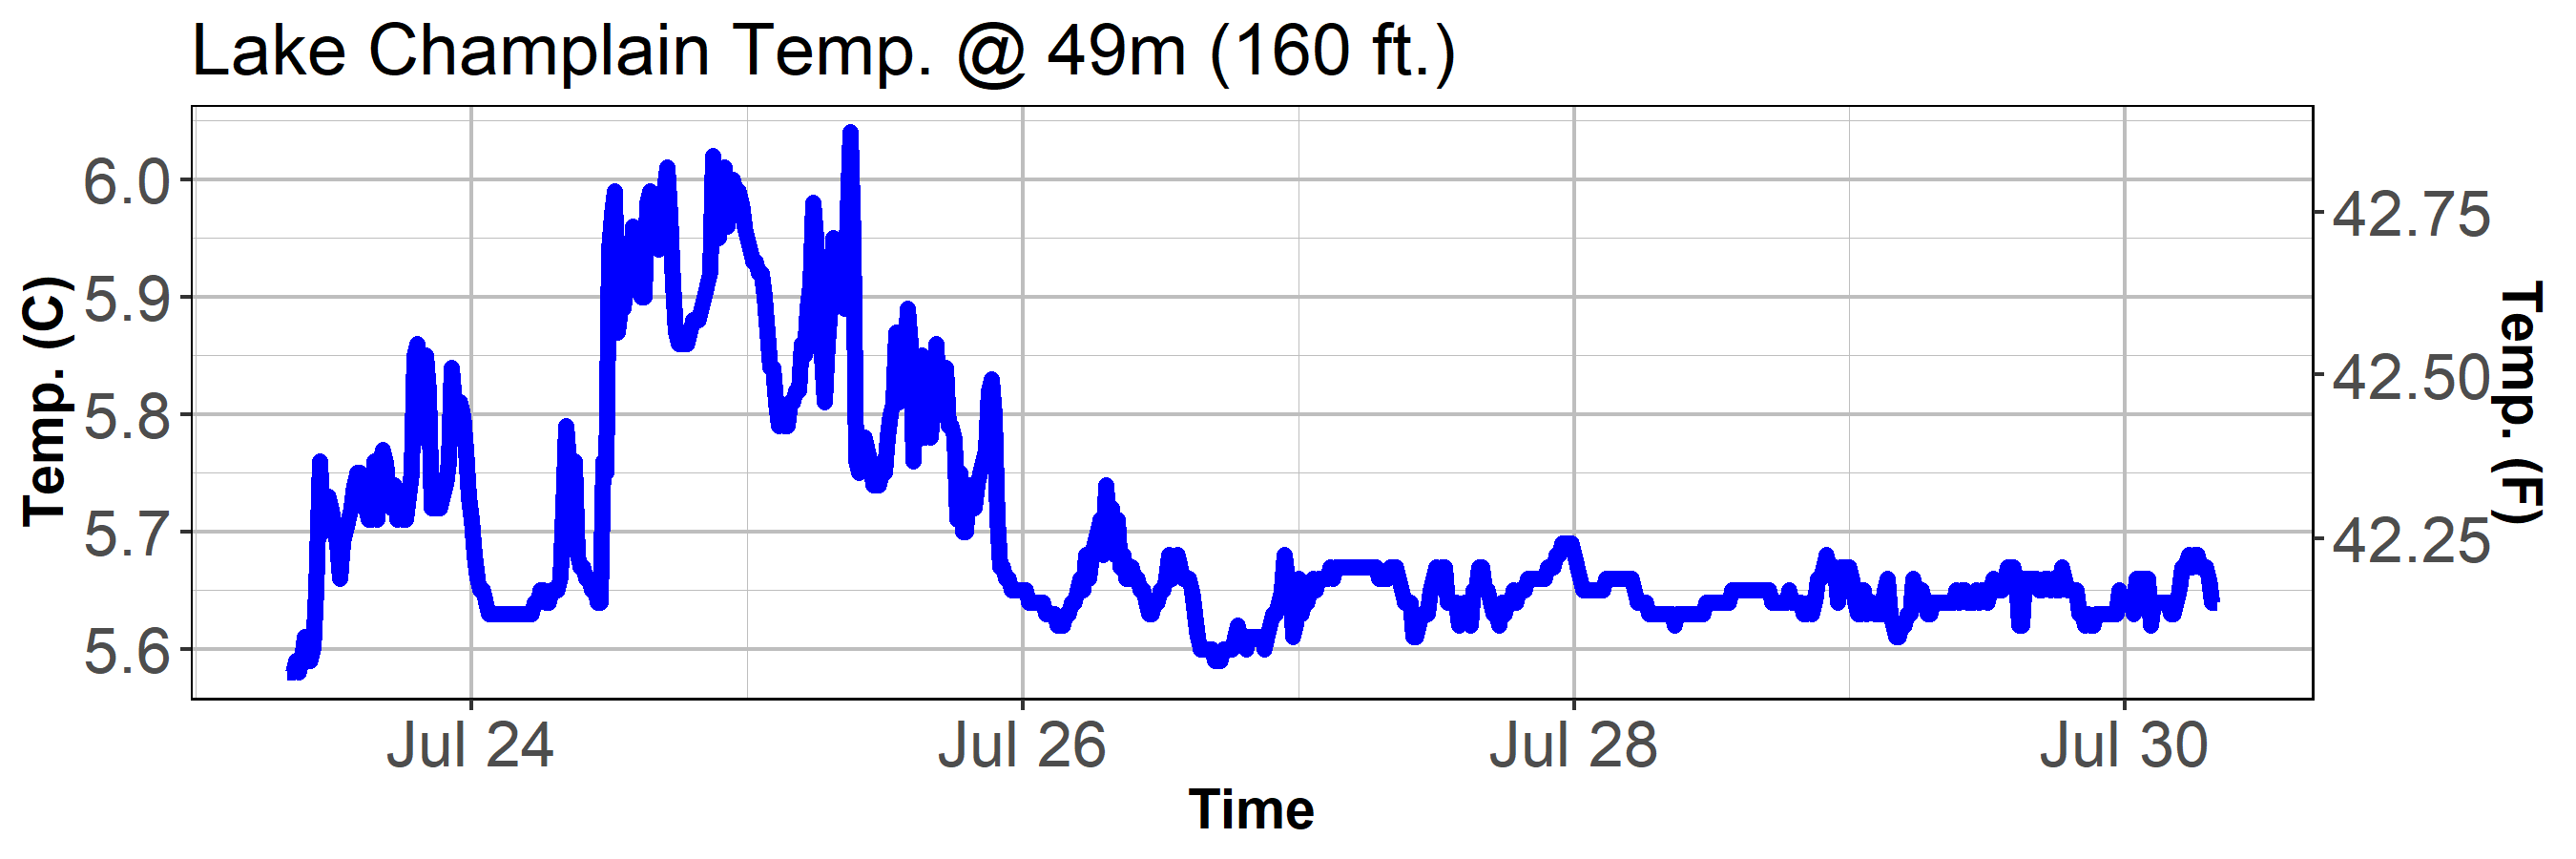 Lake Champlain Temp. @ 49m (160 ft.)
Temp. (C)
6.0
5.9
5.8
5.7
5.6
42.75
42.50
42.25
Temp. (F)
Jul 24 Jul 26 Jul 28 Jul 30
Time